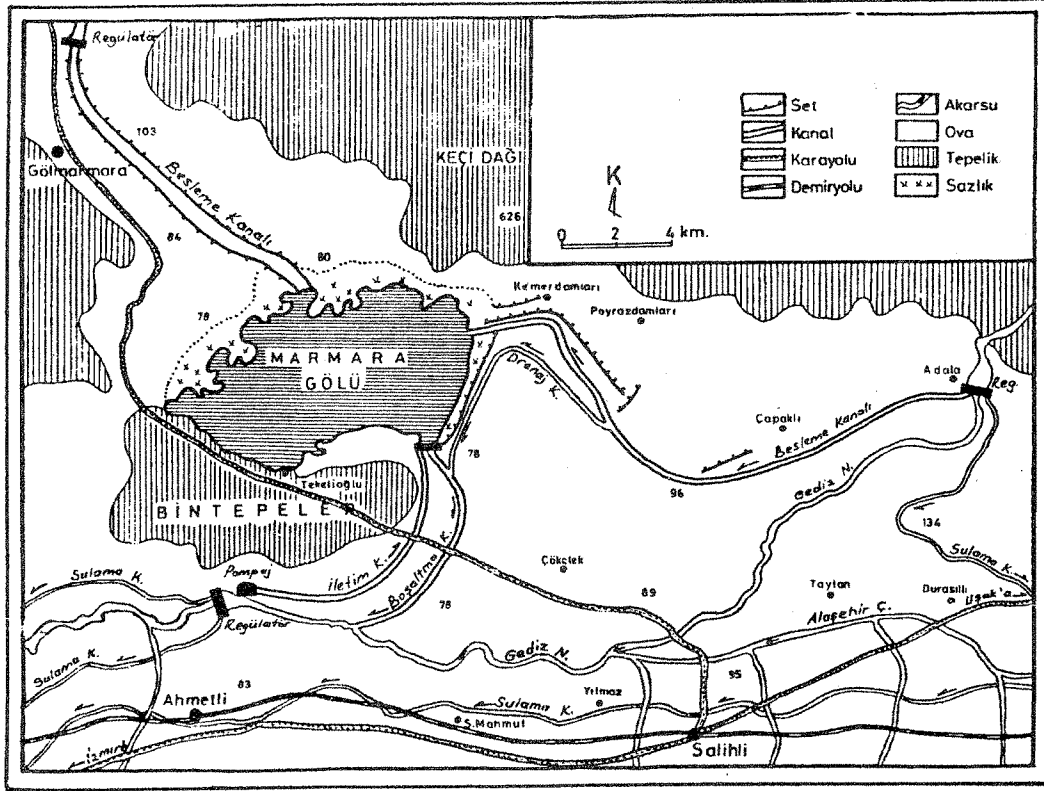 Regülatör
103
Gölmarmara
Besleme Kanalı
84
KEÇİ DAĞI
626
Set
Kanal
Karayolu
Demiryolu
Akarsu
Ova
Tepelik
Sazlık
K
0 2 4 km.
80
78
MARMARA
GÖLÜ
Kemerdamları
Poyrazdamları
Drenaj K.
Adala
Reg.
Çapaklı
Besleme Kanalı
78
96
Gediz N.
134
Tekelioğlu
BİNTEPELER
Sulama K.
Pompaj
İletim K.
Boşaltma K.
Çökelek
Sulama K.
Taytan
Durasıllı
Uşak'a
Regülatör
78
89
Alaşehir Ç.
Gediz N.
Sulama K.
83
95
Ahmetli
Yılmaz
Sulama K.
S.Mahmut
Salihli